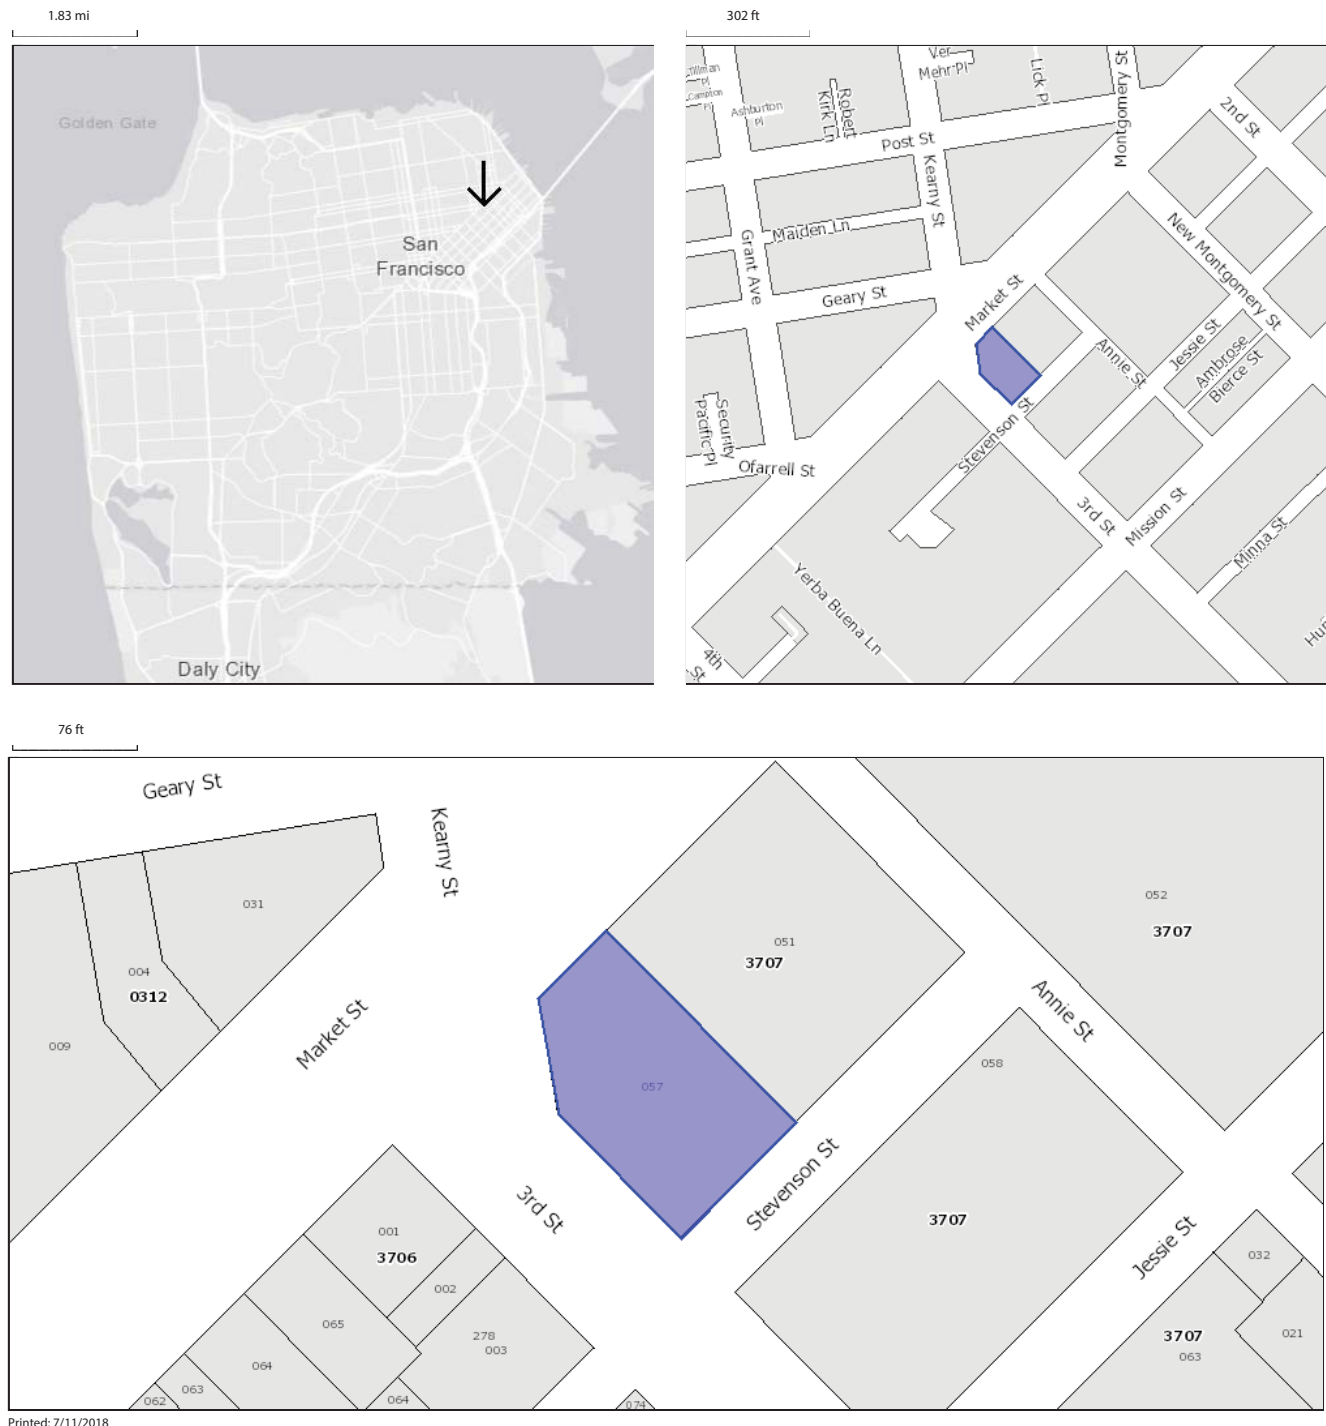 1.83 mi
Golden Gate
San
Francisco
Daly City
302 ft
Tillman
Pl
Campton
Pl
Ashburton
Pl
Robert
Kirk Ln
Ver
Mehr Pl
Lick Pl
Montgomery St
2nd St
Post St
Kearny St
Maiden Ln
Grant Ave
Geary St
Market St
New Montgomery St
Annie St
Jessie St
Ambrose
Bierce St
Security
Pacific Pl
Ofarrell St
Stevenson St
3rd St
Mission St
Minna St
Yerba Buena Ln
4th
St
76 ft
Geary St
Kearny St
031
004
0312
009
Market St
051
3707
052
3707
Annie St
057
058
3rd St
Stevenson St
3707
Jessie St
001
3706
002
065
278
003
064
063
062
064
074
032
3707
063
021
Printed: 7/11/2018